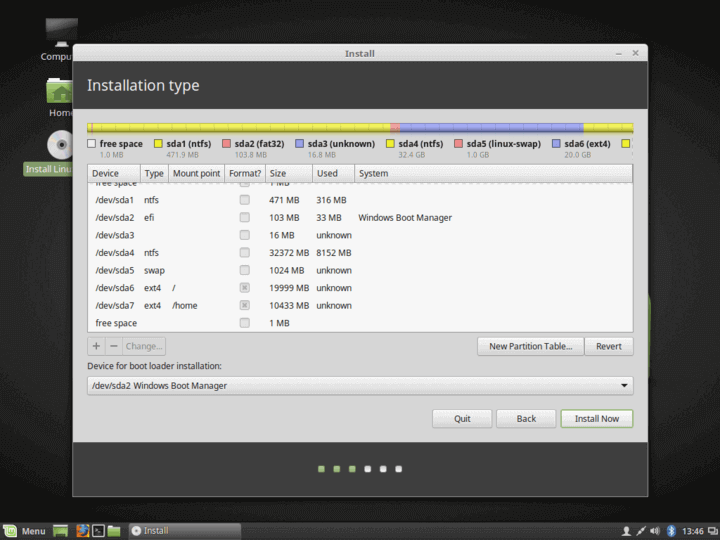 Compu
Home
Install Linu
Install
Installation type
free space sda1 (ntfs) sda2 (fat32) sda3 (unknown) sda4 (ntfs) sda5 (linux-swap) sda6 (ext4)
1.0 MB 471.9 MB 103.8 MB 16.8 MB 32.4 GB 1.0 GB 20.0 GB
Device Type Mount point Format? Size Used System
free space 1 MB
/dev/sda1 ntfs 471 MB 316 MB
/dev/sda2 efi 103 MB 33 MB Windows Boot Manager
/dev/sda3 16 MB unknown
/dev/sda4 ntfs 32372 MB 8152 MB
/dev/sda5 swap 1024 MB unknown
/dev/sda6 ext4 / 19999 MB unknown
/dev/sda7 ext4 /home 10433 MB unknown
free space 1 MB
+ − Change... New Partition Table... Revert
Device for boot loader installation:
/dev/sda2 Windows Boot Manager
Quit Back Install Now
Menu Install 13:46